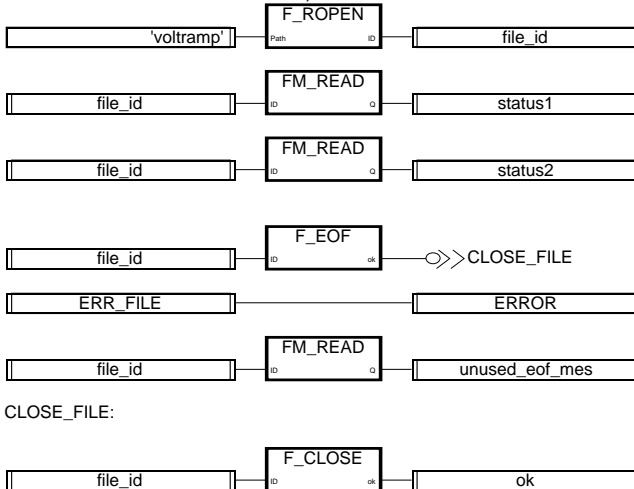 F_ROPEN
'voltramp' Path ID file_id
FM_READ
file_id ID Q status1
FM_READ
file_id ID Q status2
F_EOF
file_id ID ok CLOSE_FILE
ERR_FILE ERROR
FM_READ
file_id ID Q unused_eof_mes
CLOSE_FILE:
F_CLOSE
file_id ID ok ok